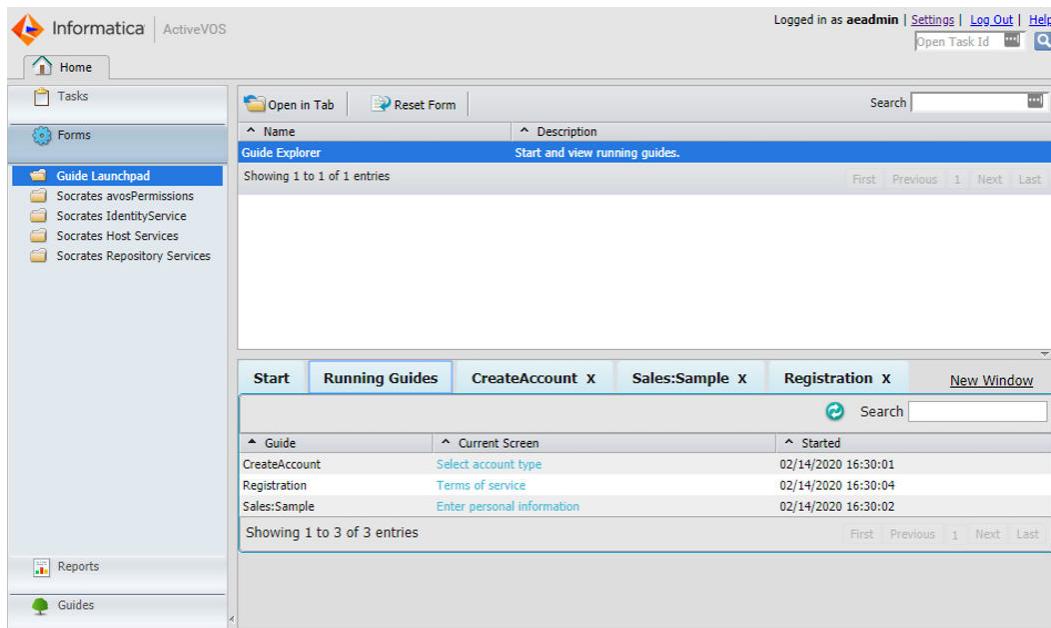 Informatica ActiveVOS
Logged in as aeadmin | Settings | Log Out | Help
Open Task Id
Home
Tasks
Forms
Guide Launchpad
Socrates avosPermissions
Socrates IdentityService
Socrates Host Services
Socrates Repository Services
Reports
Guides
Open in Tab Reset Form Search
Name Description
Guide Explorer Start and view running guides.
Showing 1 to 1 of 1 entries First Previous 1 Next Last
Start Running Guides CreateAccount X Sales:Sample X Registration X New Window
Search
Guide Current Screen Started
CreateAccount Select account type 02/14/2020 16:30:01
Registration Terms of service 02/14/2020 16:30:04
Sales:Sample Enter personal information 02/14/2020 16:30:02
Showing 1 to 3 of 3 entries First Previous 1 Next Last